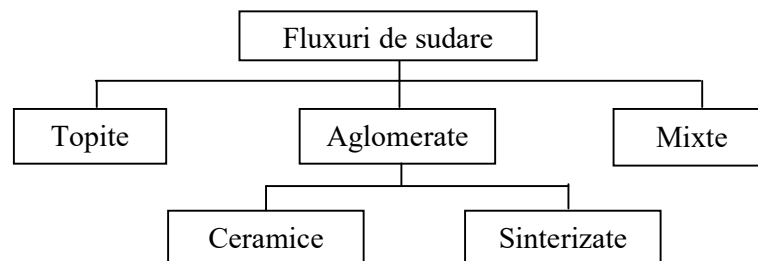 Fluxuri de sudare
Topite
Aglomerate
Mixte
Ceramice
Sinterizate